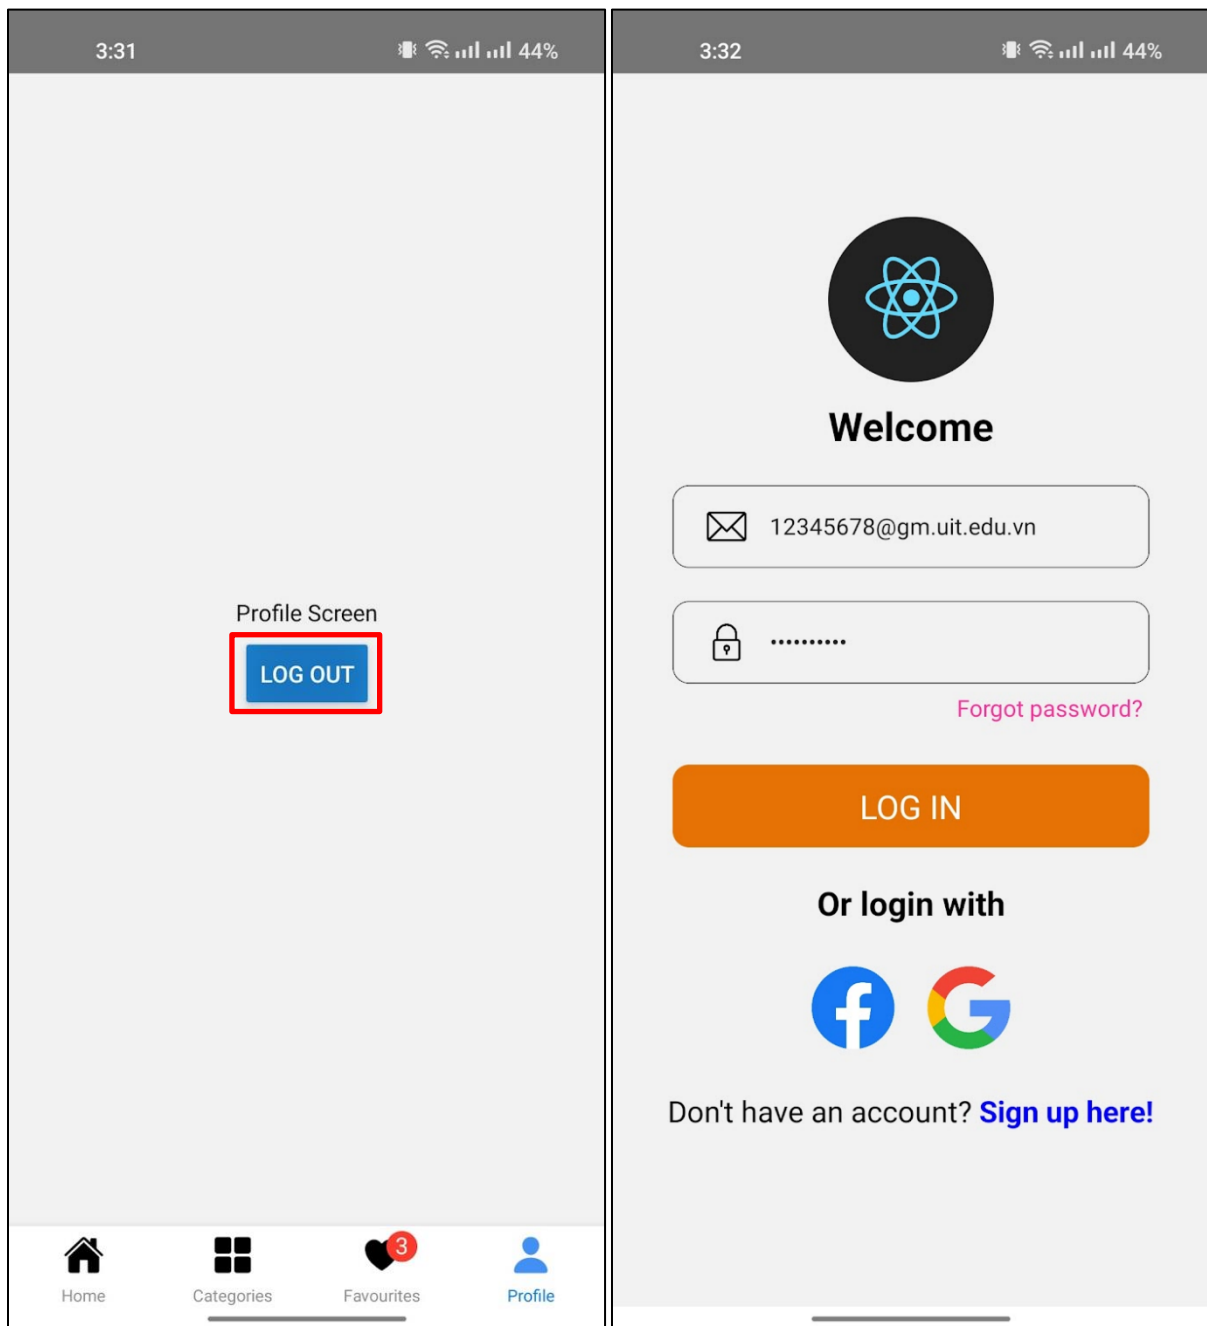 3:31 44%
Profile Screen
LOG OUT
3
Home Categories Favourites Profile
3:32 44%
Welcome
12345678@gm.uit.edu.vn
••••••••••
Forgot password?
LOG IN
Or login with
Don't have an account? Sign up here!